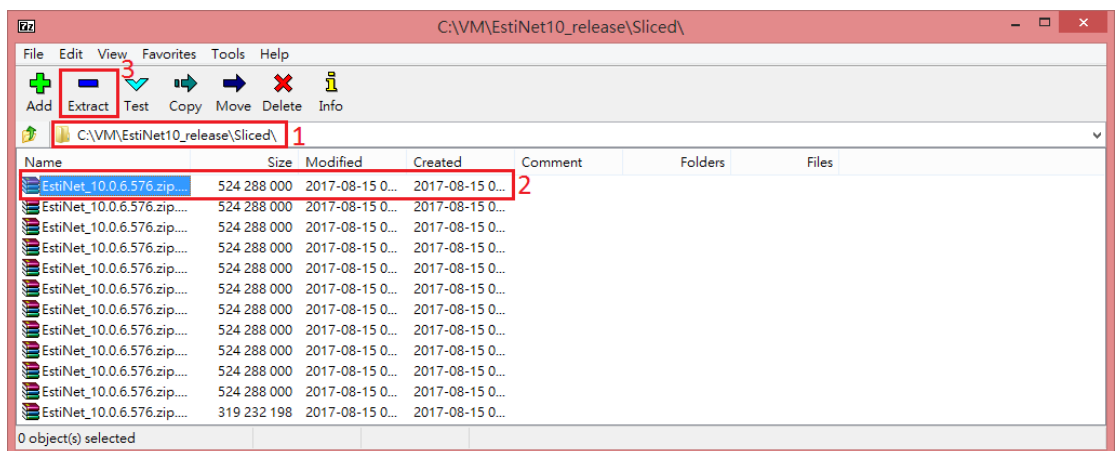 7z C:\VM\EstiNet10_release\Sliced\
File Edit View Favorites Tools Help
3
Add Extract Test Copy Move Delete Info
C:\VM\EstiNet10_release\Sliced\ 1
Name Size Modified Created Comment Folders Files
EstiNet_10.0.6.576.zip.... 524 288 000 2017-08-15 0... 2017-08-15 0... 2
EstiNet_10.0.6.576.zip.... 524 288 000 2017-08-15 0... 2017-08-15 0...
EstiNet_10.0.6.576.zip.... 524 288 000 2017-08-15 0... 2017-08-15 0...
EstiNet_10.0.6.576.zip.... 524 288 000 2017-08-15 0... 2017-08-15 0...
EstiNet_10.0.6.576.zip.... 524 288 000 2017-08-15 0... 2017-08-15 0...
EstiNet_10.0.6.576.zip.... 524 288 000 2017-08-15 0... 2017-08-15 0...
EstiNet_10.0.6.576.zip.... 524 288 000 2017-08-15 0... 2017-08-15 0...
EstiNet_10.0.6.576.zip.... 524 288 000 2017-08-15 0... 2017-08-15 0...
EstiNet_10.0.6.576.zip.... 524 288 000 2017-08-15 0... 2017-08-15 0...
EstiNet_10.0.6.576.zip.... 524 288 000 2017-08-15 0... 2017-08-15 0...
EstiNet_10.0.6.576.zip.... 524 288 000 2017-08-15 0... 2017-08-15 0...
EstiNet_10.0.6.576.zip.... 319 232 198 2017-08-15 0... 2017-08-15 0...
0 object(s) selected